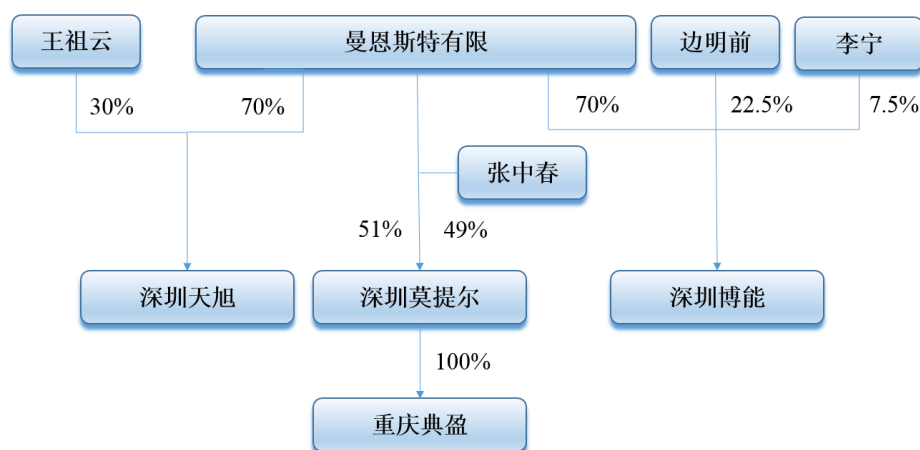 王祖云
曼恩斯特有限
边明前
李宁
30%
70%
70%
22.5%
7.5%
张中春
51%
49%
深圳天旭
深圳莫提尔
深圳博能
100%
重庆典盈